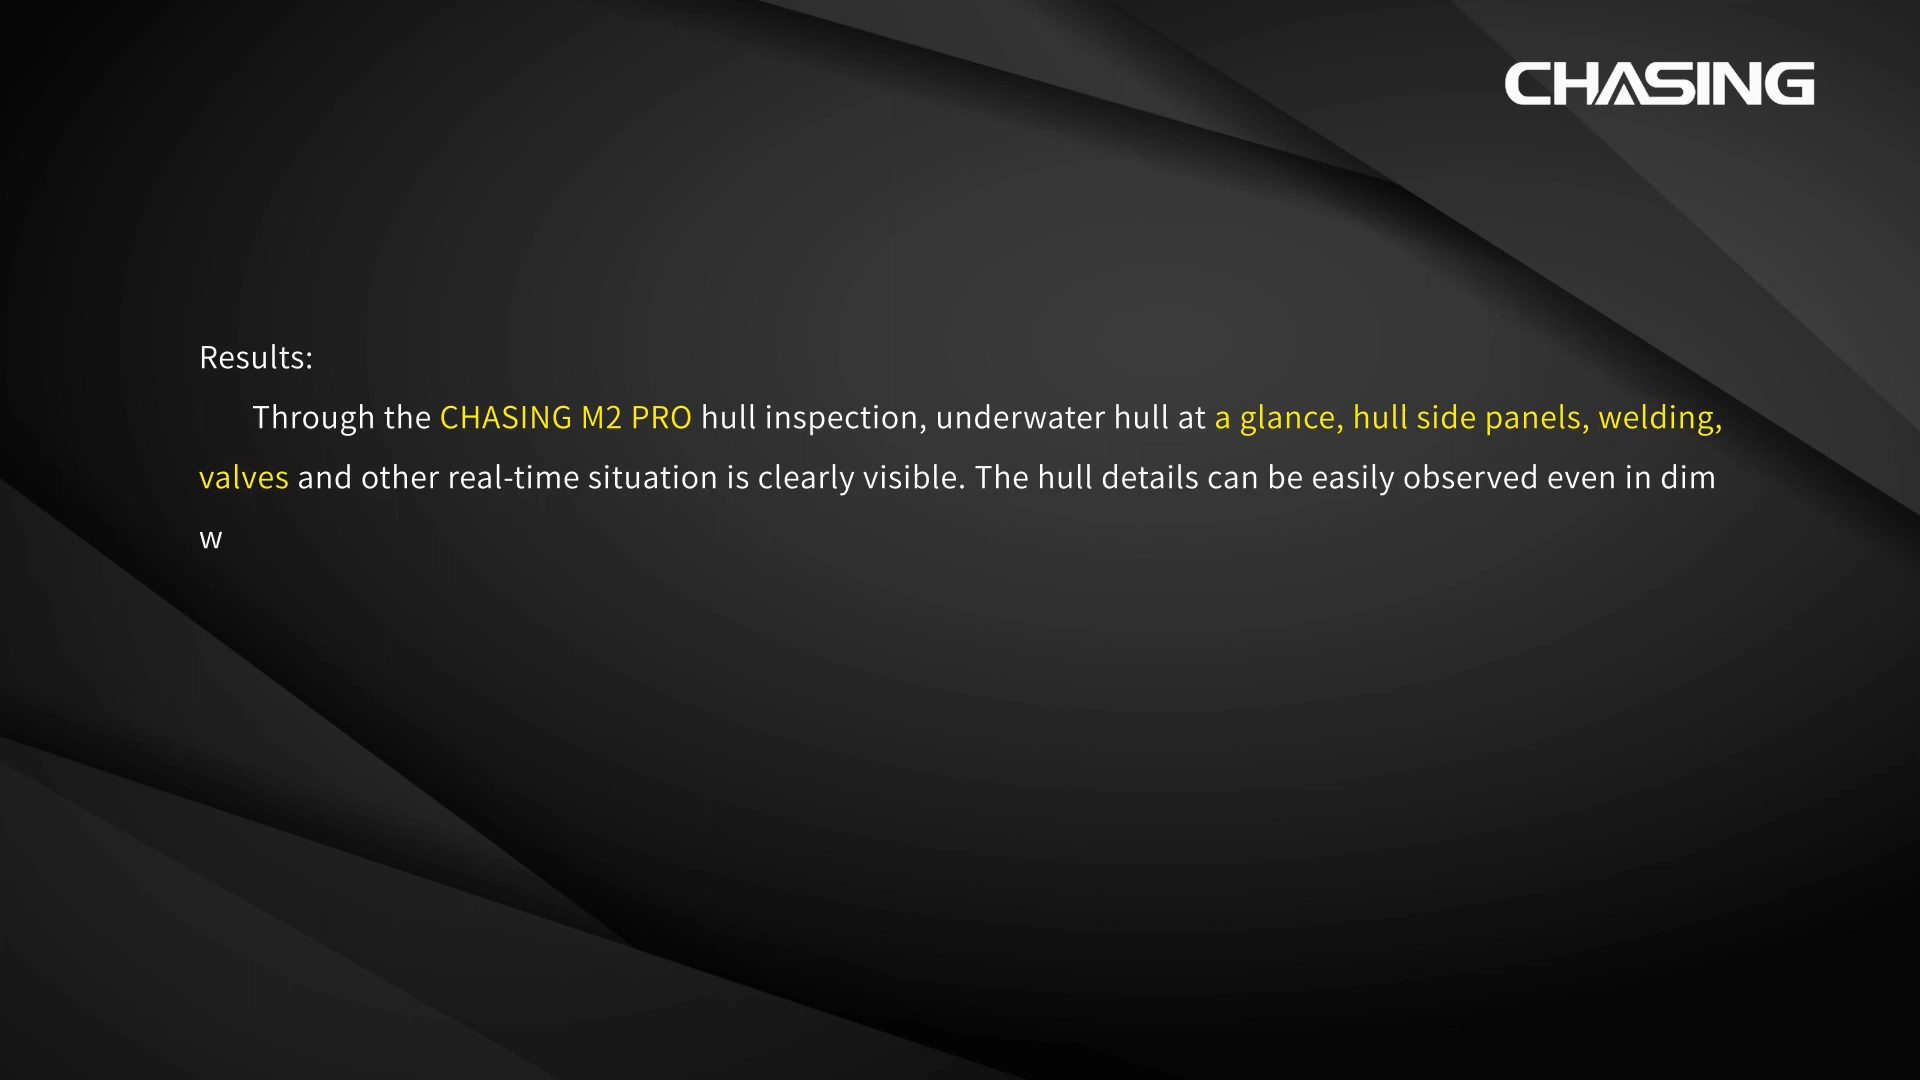 CHASING
Results:
Through the CHASING M2 PRO hull inspection, underwater hull at a glance, hull side panels, welding,
valves and other real-time situation is clearly visible. The hull details can be easily observed even in dim
w